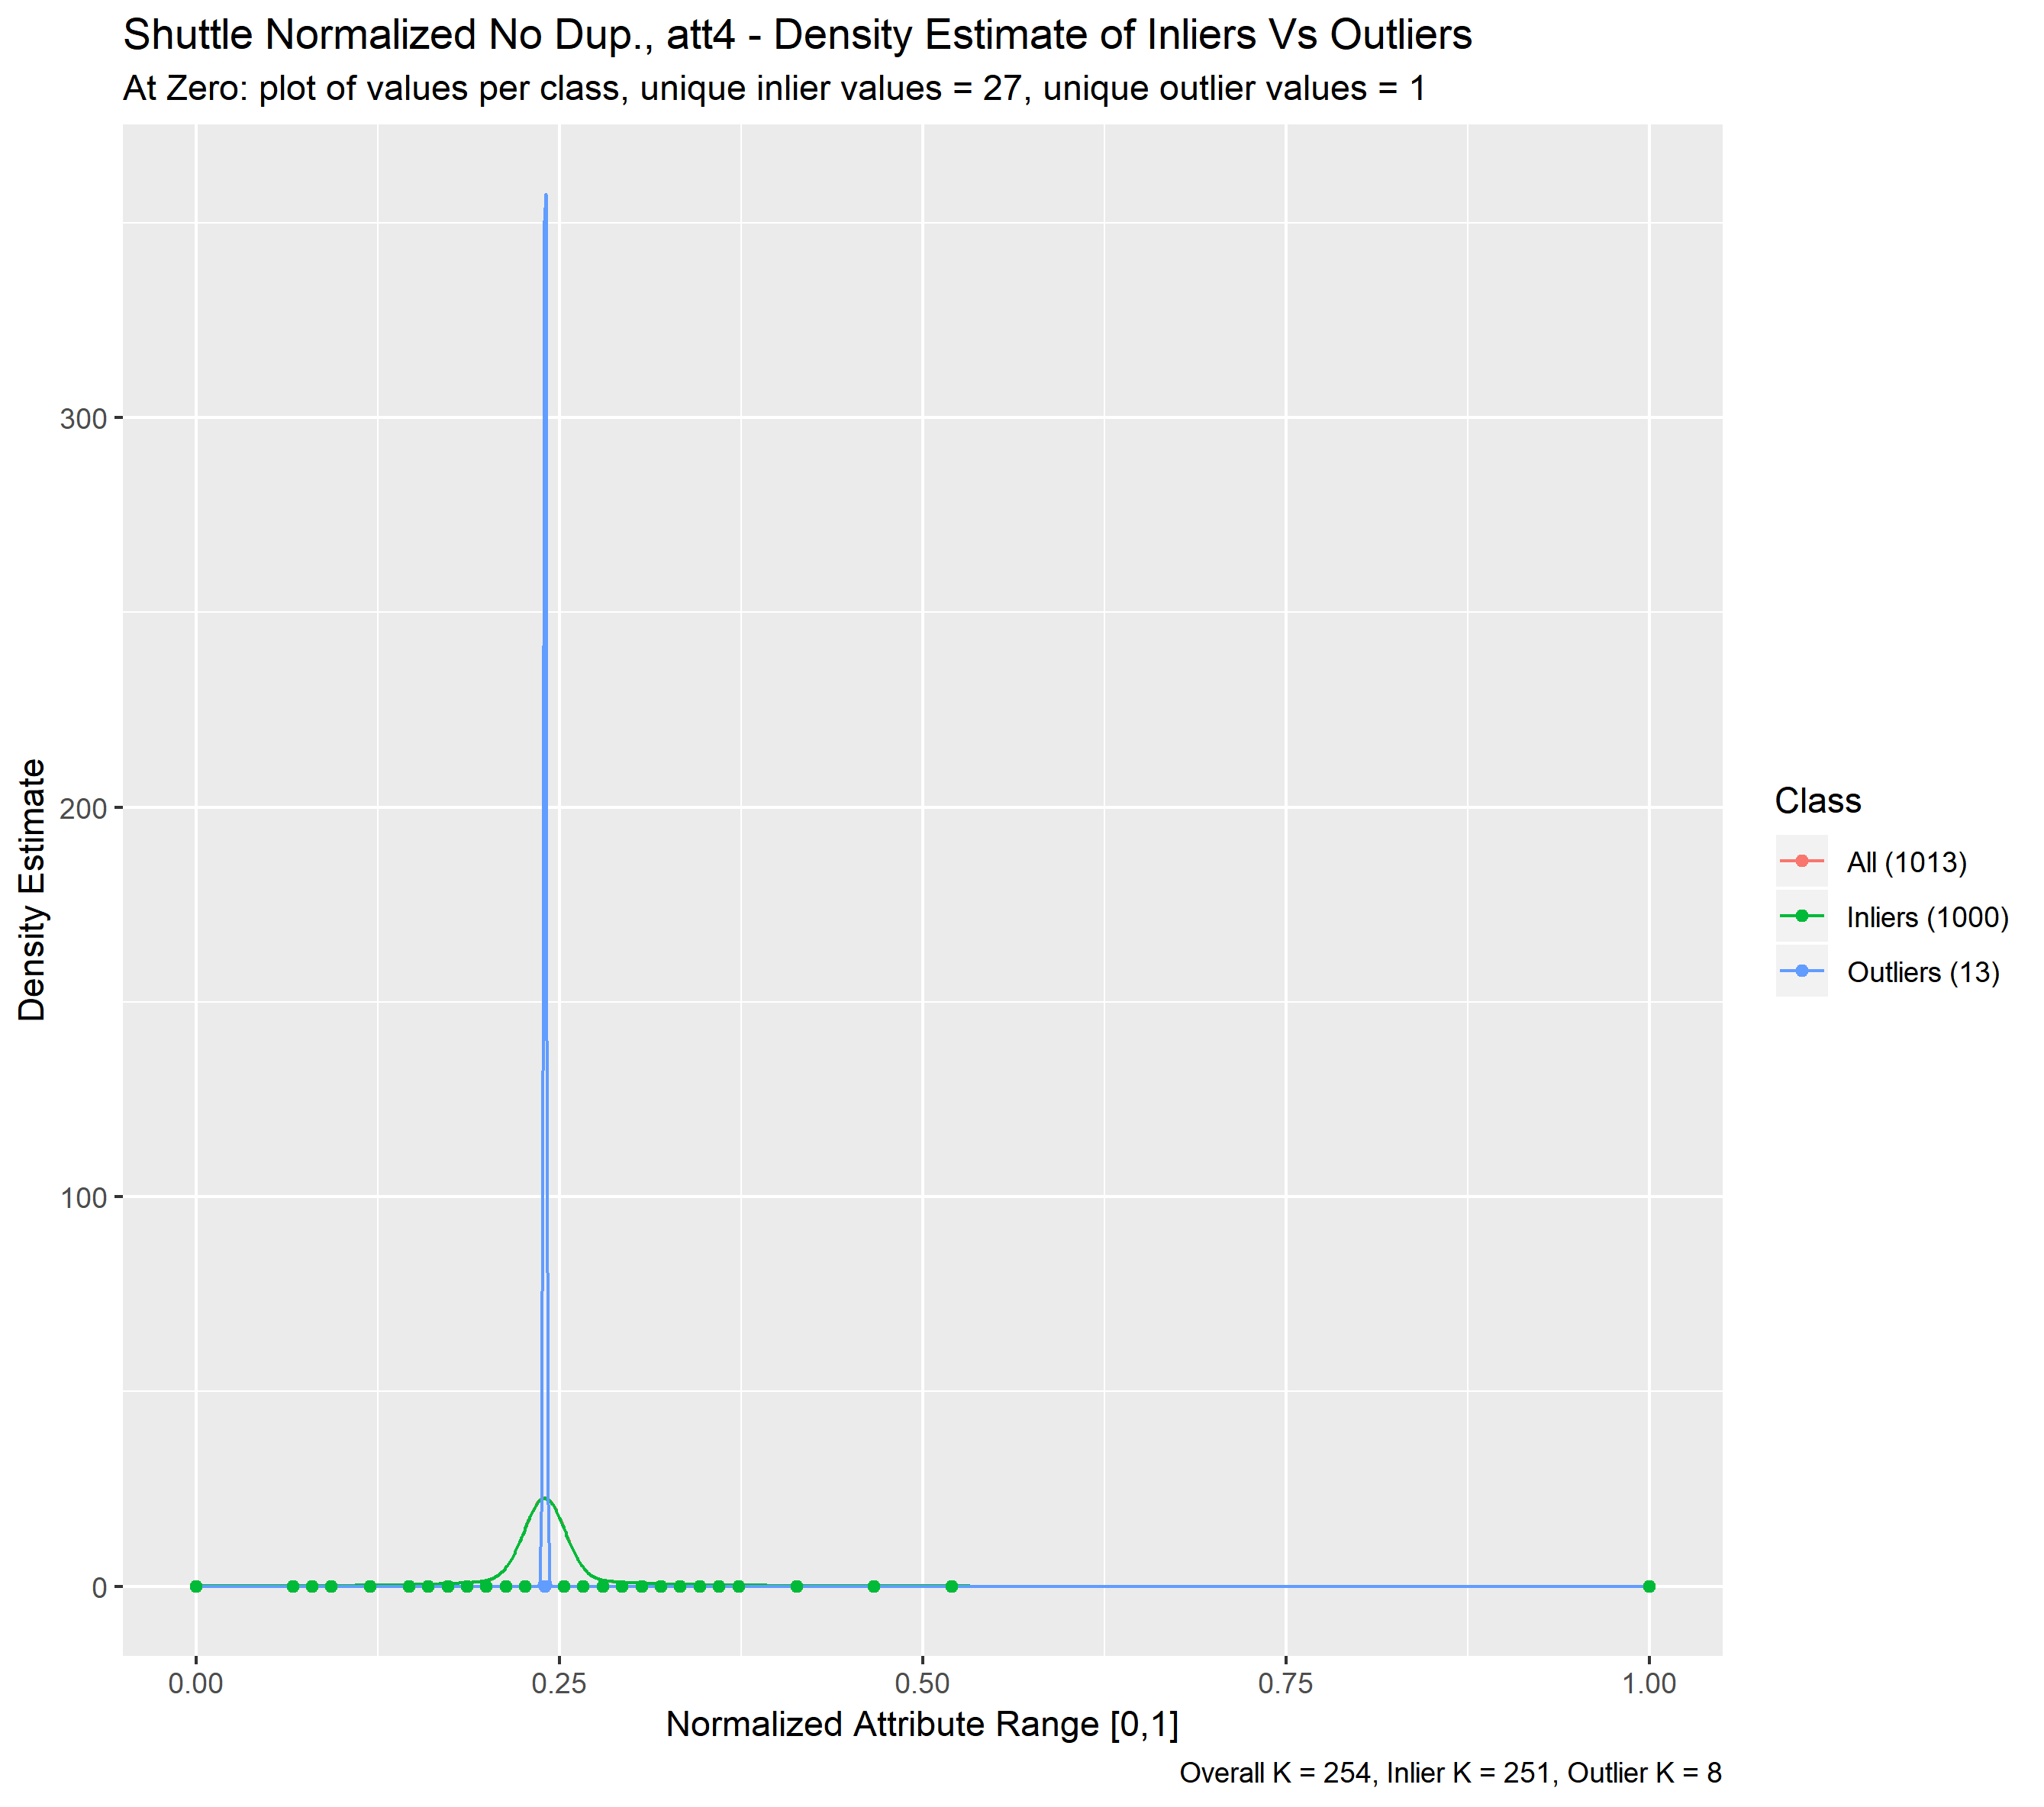 Shuttle Normalized No Dup., att4 - Density Estimate of Inliers Vs Outliers
At Zero: plot of values per class, unique inlier values = 27, unique outlier values = 1
300
200
100
0
Density Estimate
0.00 0.25 0.50 0.75 1.00
Normalized Attribute Range [0,1]
Overall K = 254, Inlier K = 251, Outlier K = 8
Class
All (1013)
Inliers (1000)
Outliers (13)